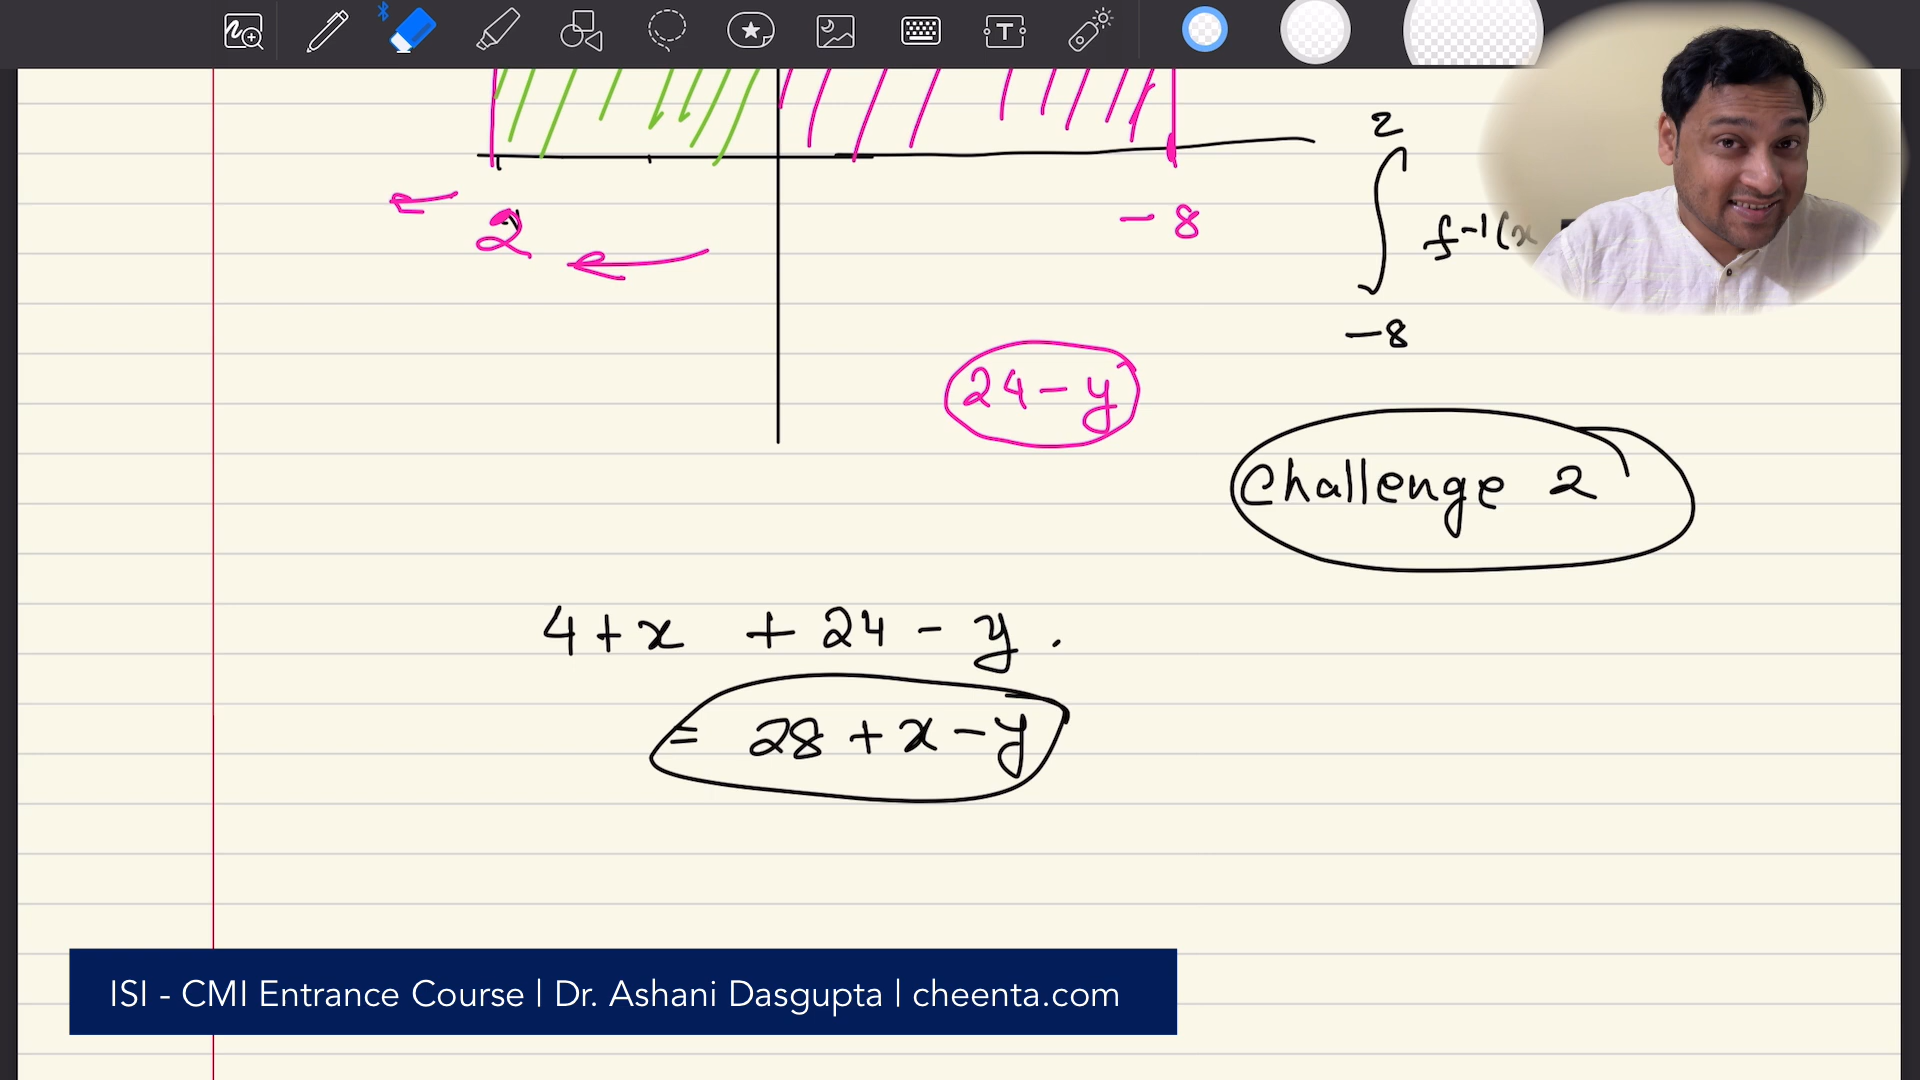 2
f⁻¹(x
-8
2
-8
24-y
Challenge 2
4+x + 24 - y.
= 28 + x - y
ISI - CMI Entrance Course | Dr. Ashani Dasgupta | cheenta.com